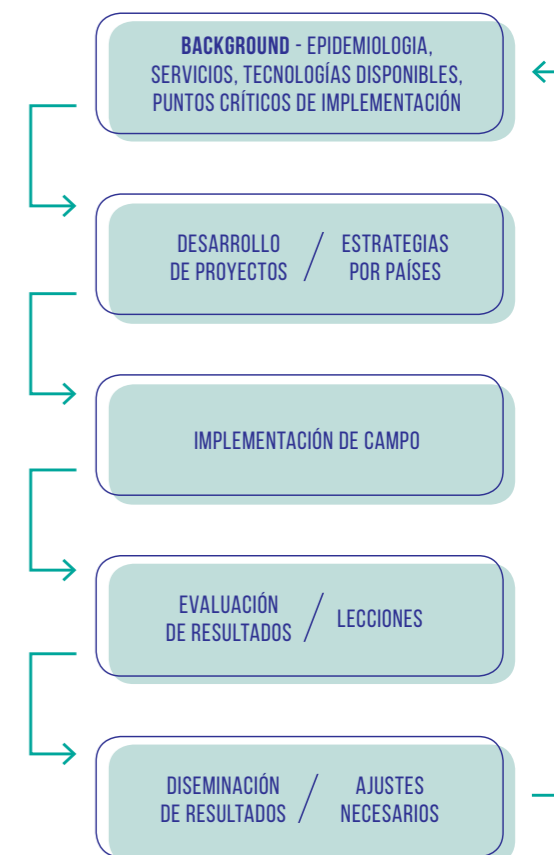 BACKGROUND - EPIDEMIOLOGIA,
SERVICIOS, TECNOLOGÍAS DISPONIBLES,
PUNTOS CRÍTICOS DE IMPLEMENTACIÓN
DESARROLLO
DE PROYECTOS /
ESTRATEGIAS
POR PAÍSES
IMPLEMENTACIÓN DE CAMPO
EVALUACIÓN
DE RESULTADOS /
LECCIONES
DISEMINACIÓN
DE RESULTADOS /
AJUSTES
NECESARIOS